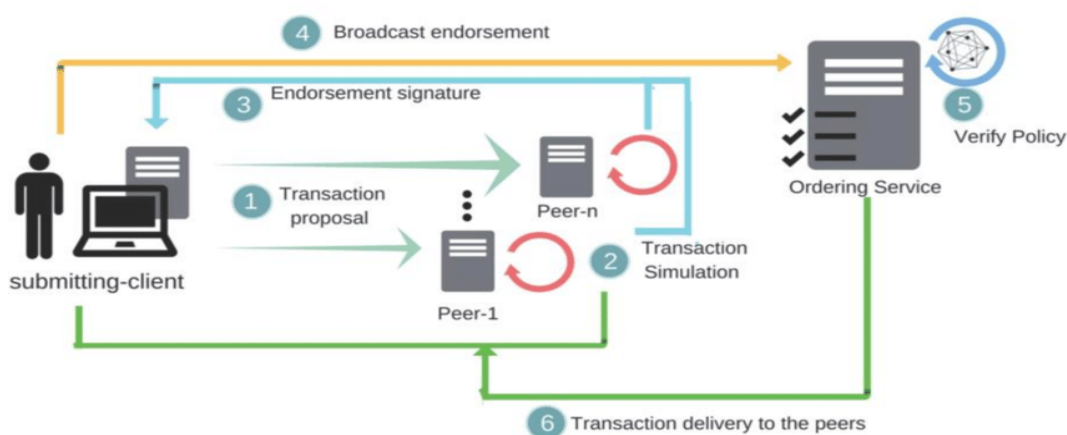 4 Broadcast endorsement
3 Endorsement signature
5
Verify Policy
Ordering Service
1 Transaction
proposal
Peer-n
2 Transaction
Simulation
submitting-client
Peer-1
6 Transaction delivery to the peers